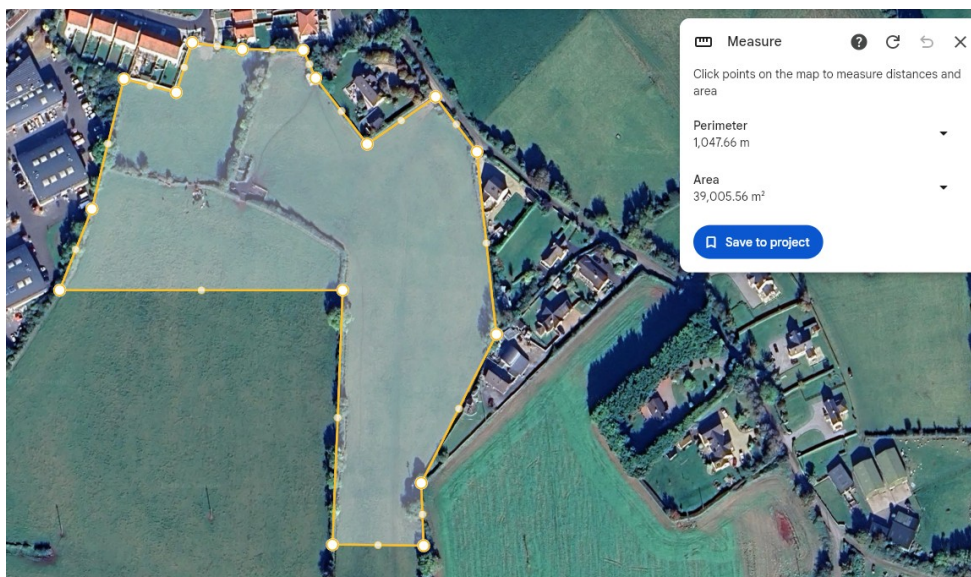 Measure
Click points on the map to measure distances and
area
Perimeter
1,047.66 m
Area
39,005.56 m²
Save to project